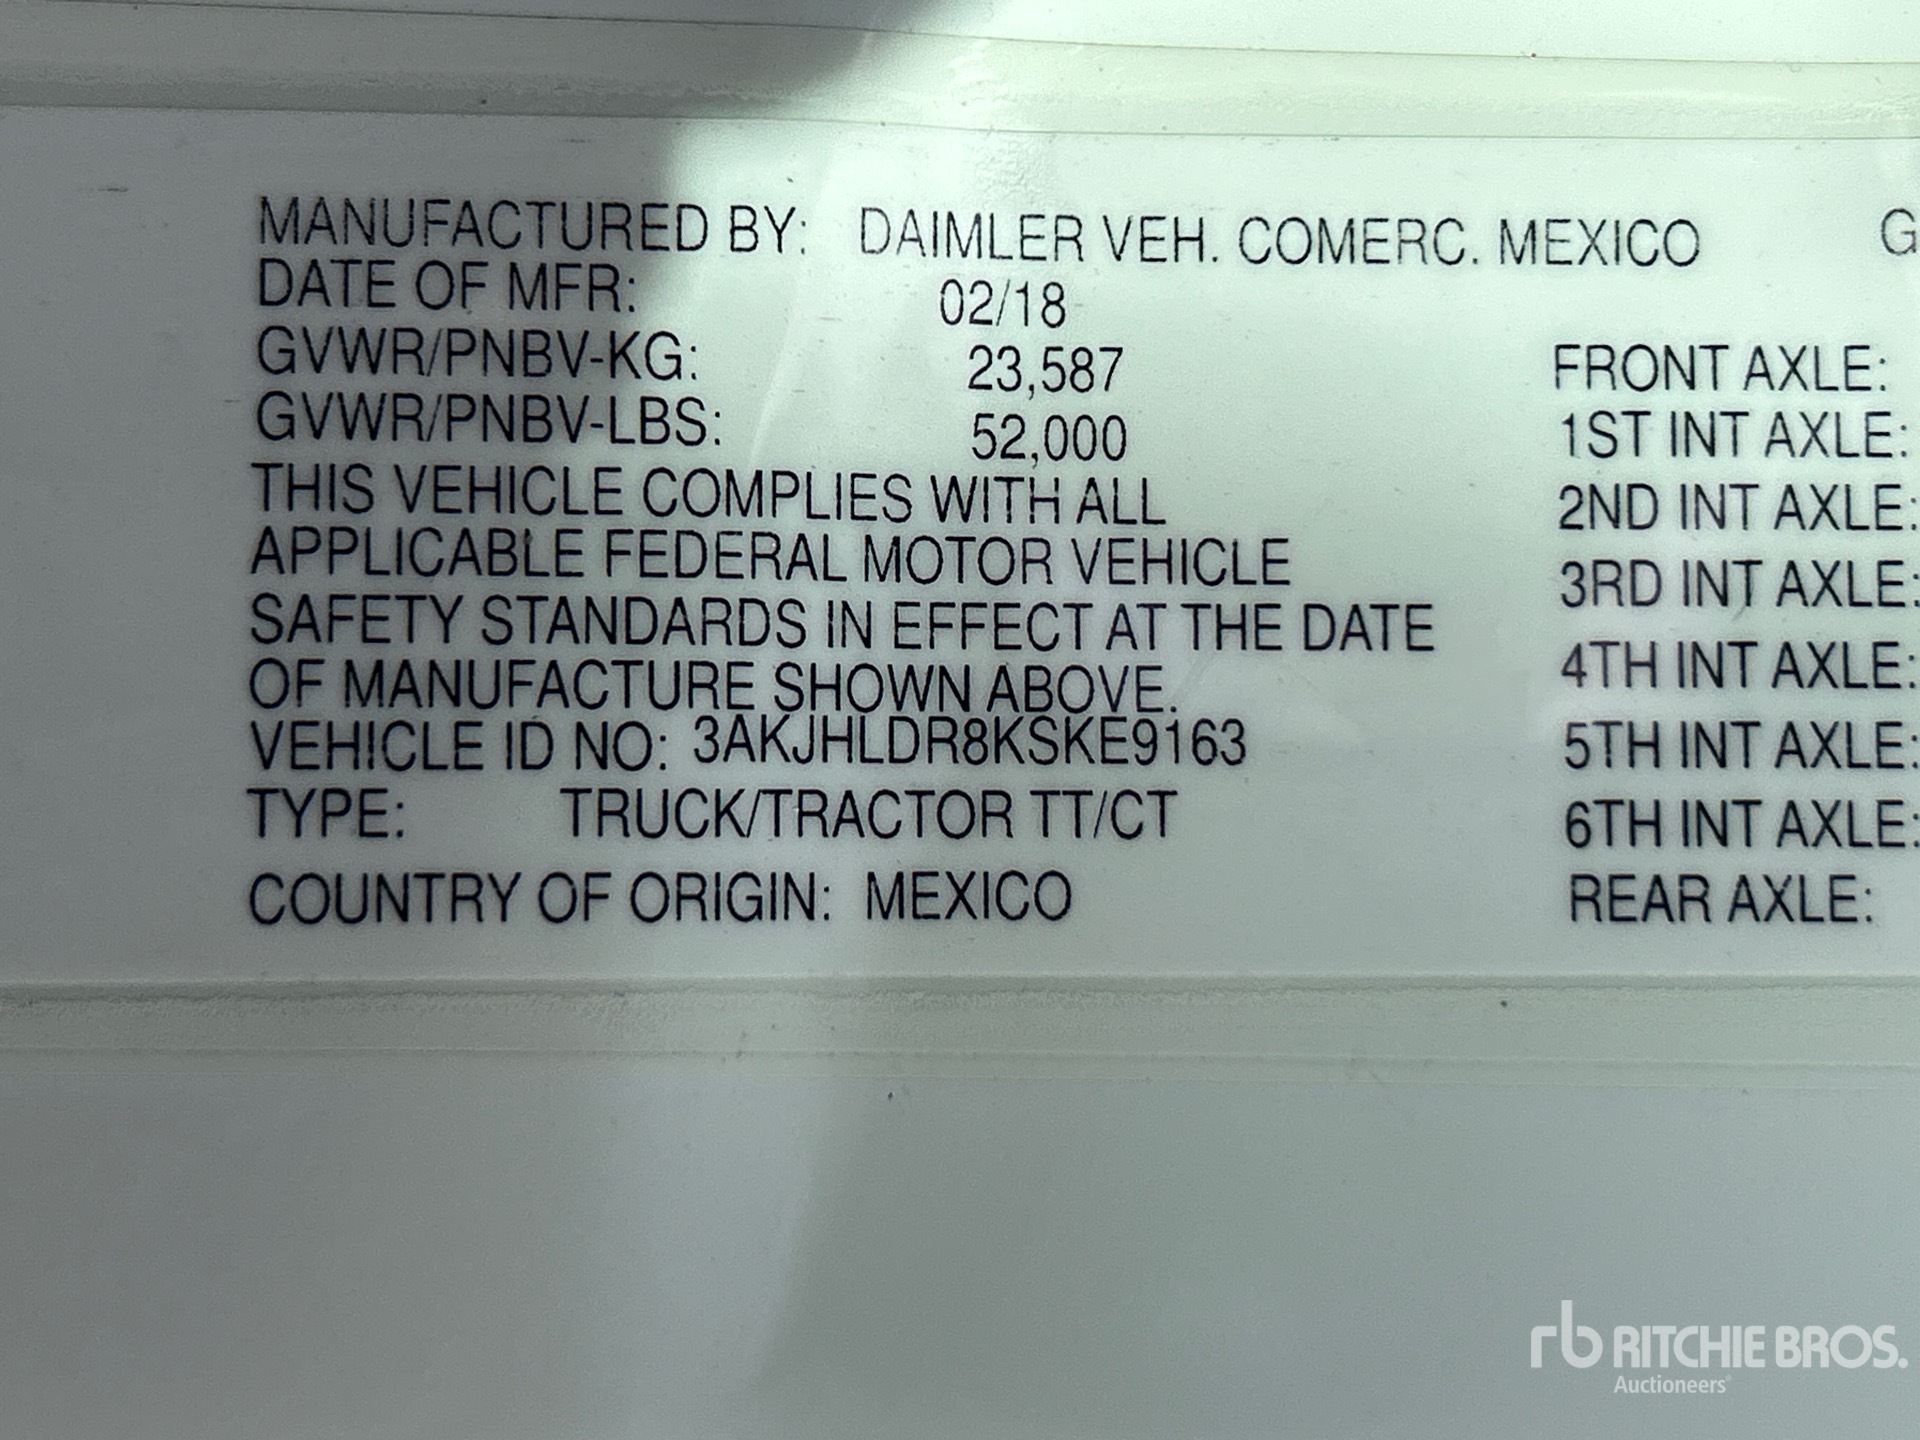 MANUFACTURED BY: DAIMLER VEH. COMERC. MEXICO G
DATE OF MFR: 02/18
GVWR/PNBV-KG: 23,587 FRONT AXLE:
GVWR/PNBV-LBS: 52,000 1ST INT AXLE:
THIS VEHICLE COMPLIES WITH ALL 2ND INT AXLE:
APPLICABLE FEDERAL MOTOR VEHICLE 3RD INT AXLE:
SAFETY STANDARDS IN EFFECT AT THE DATE 4TH INT AXLE:
OF MANUFACTURE SHOWN ABOVE.
VEHICLE ID NO: 3AKJHLDR8KSKE9163 5TH INT AXLE:
TYPE: TRUCK/TRACTOR TT/CT 6TH INT AXLE:
COUNTRY OF ORIGIN: MEXICO REAR AXLE:
rb RITCHIE BROS.
Auctioneers